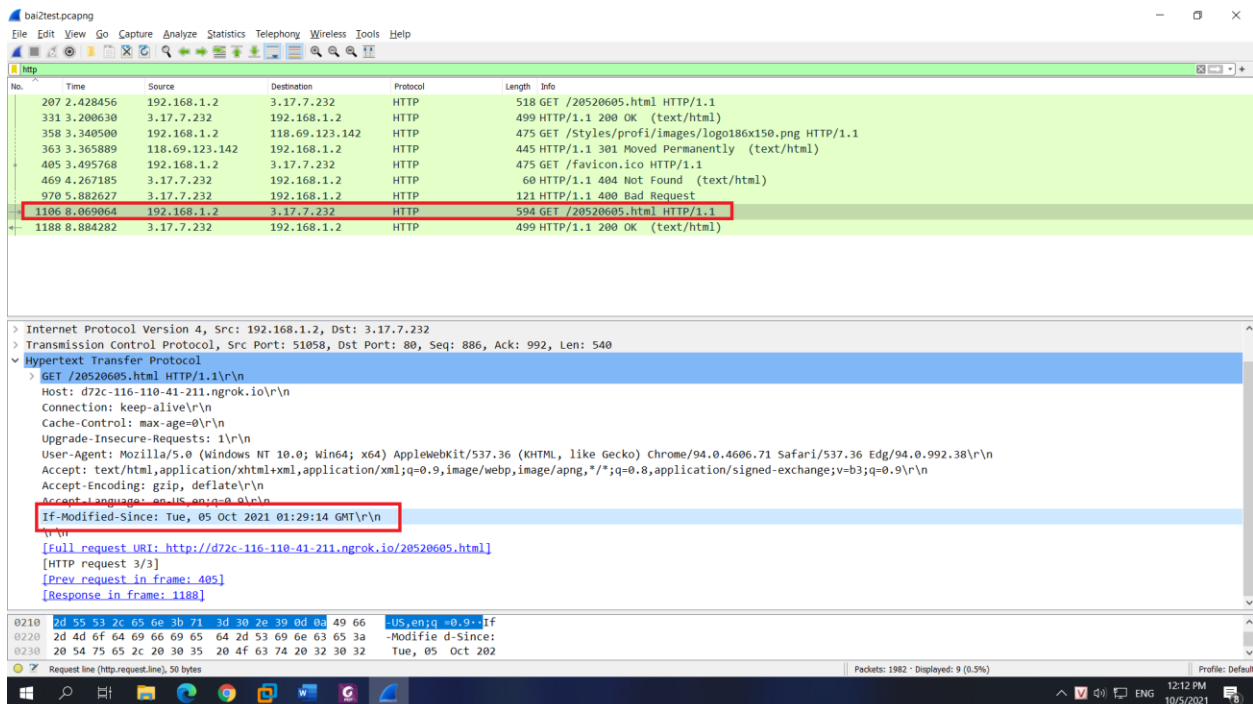 bai2test.pcapng
File Edit View Go Capture Analyze Statistics Telephony Wireless Tools Help
http
No. Time Source Destination Protocol Length Info
207 2.428456 192.168.1.2 3.17.7.232 HTTP 518 GET /20520605.html HTTP/1.1
331 3.200630 3.17.7.232 192.168.1.2 HTTP 499 HTTP/1.1 200 OK (text/html)
358 3.340500 192.168.1.2 118.69.123.142 HTTP 475 GET /Styles/profi/images/logo186x150.png HTTP/1.1
363 3.365889 118.69.123.142 192.168.1.2 HTTP 445 HTTP/1.1 301 Moved Permanently (text/html)
405 3.495768 192.168.1.2 3.17.7.232 HTTP 475 GET /favicon.ico HTTP/1.1
469 4.267185 3.17.7.232 192.168.1.2 HTTP 60 HTTP/1.1 404 Not Found (text/html)
970 5.882627 3.17.7.232 192.168.1.2 HTTP 121 HTTP/1.1 400 Bad Request
1106 8.069064 192.168.1.2 3.17.7.232 HTTP 594 GET /20520605.html HTTP/1.1
1188 8.884282 3.17.7.232 192.168.1.2 HTTP 499 HTTP/1.1 200 OK (text/html)
> Internet Protocol Version 4, Src: 192.168.1.2, Dst: 3.17.7.232
> Transmission Control Protocol, Src Port: 51058, Dst Port: 80, Seq: 886, Ack: 992, Len: 540
Hypertext Transfer Protocol
> GET /20520605.html HTTP/1.1\r\n
Host: d72c-116-110-41-211.ngrok.io\r\n
Connection: keep-alive\r\n
Cache-Control: max-age=0\r\n
Upgrade-Insecure-Requests: 1\r\n
User-Agent: Mozilla/5.0 (Windows NT 10.0; Win64; x64) AppleWebKit/537.36 (KHTML, like Gecko) Chrome/94.0.4606.71 Safari/537.36 Edg/94.0.992.38\r\n
Accept: text/html,application/xhtml+xml,application/xml;q=0.9,image/webp,image/apng,*/*;q=0.8,application/signed-exchange;v=b3;q=0.9\r\n
Accept-Encoding: gzip, deflate\r\n
Accept-Language: en-US,en;q=0.9\r\n
If-Modified-Since: Tue, 05 Oct 2021 01:29:14 GMT\r\n
\r\n
[Full request URI: http://d72c-116-110-41-211.ngrok.io/20520605.html]
[HTTP request 3/3]
[Prev request in frame: 405]
[Response in frame: 1188]
0210 2d 55 53 2c 65 6e 3b 71 3d 30 2e 39 0d 0a 49 66 -US,en;q =0.9··If
0220 2d 4d 6f 64 69 66 69 65 64 2d 53 69 6e 63 65 3a -Modifie d-Since:
0230 20 54 75 65 2c 20 30 35 20 4f 63 74 20 32 30 32 Tue, 05 Oct 202
Request line (http.request.line), 50 bytes Packets: 1982 · Displayed: 9 (0.5%) Profile: Default
ENG 12:12 PM
10/5/2021
8